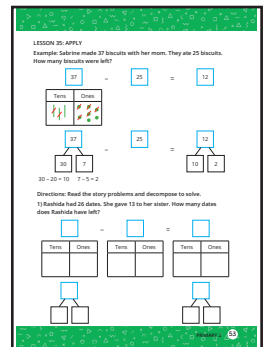 LESSON 35: APPLY
Example: Sabrine made 37 biscuits with her mom. They ate 25 biscuits.
How many biscuits were left?
37 – 25 = 12
Tens Ones
37 – 25 = 12
30 7 10 2
30 – 20 = 10 7 – 5 = 2
Directions: Read the story problems and decompose to solve.
1) Rashida had 26 dates. She gave 13 to her sister. How many dates
does Rashida have left?
– =
Tens Ones Tens Ones Tens Ones
PRIMARY 2 53